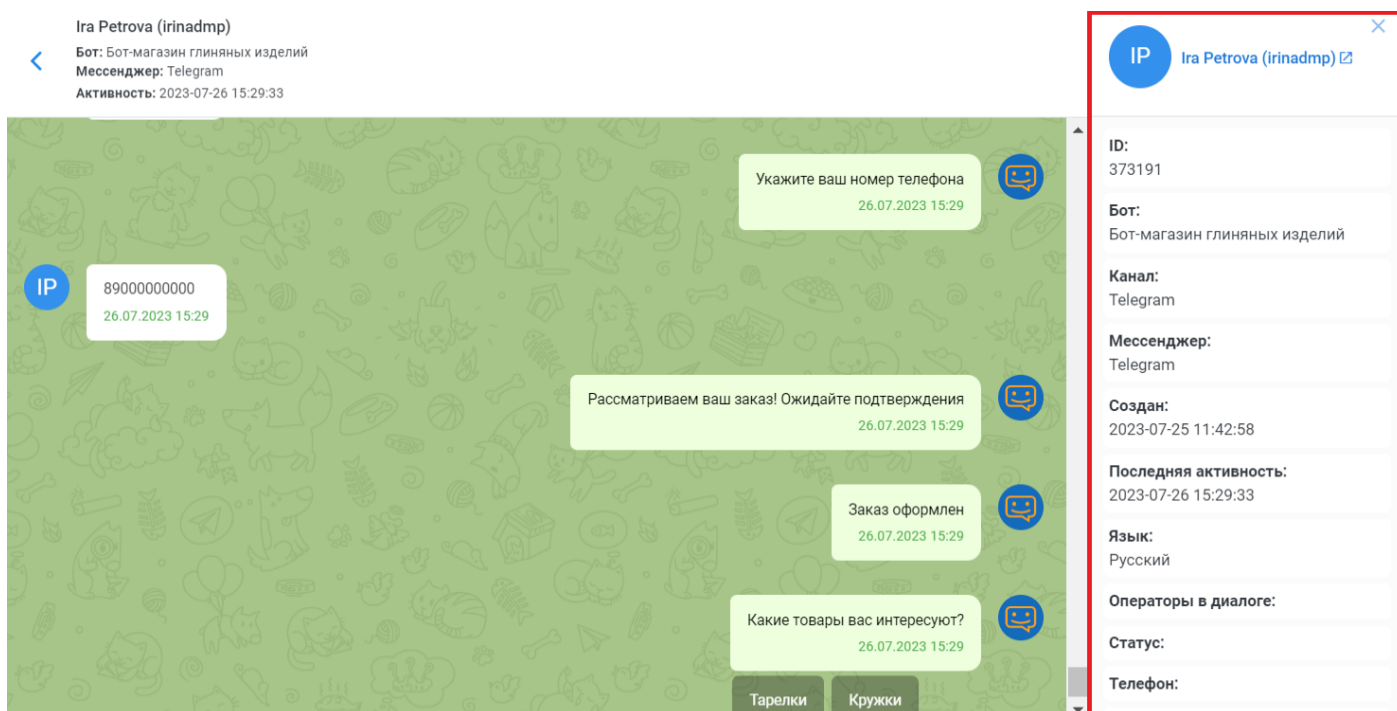 Ira Petrova (irinadmp)
Бот: Бот-магазин глиняных изделий
Мессенджер: Telegram
Активность: 2023-07-26 15:29:33
Укажите ваш номер телефона
26.07.2023 15:29
IP
89000000000
26.07.2023 15:29
Рассматриваем ваш заказ! Ожидайте подтверждения
26.07.2023 15:29
Заказ оформлен
26.07.2023 15:29
Какие товары вас интересуют?
26.07.2023 15:29
Тарелки Кружки
IP Ira Petrova (irinadmp)
ID:
373191
Бот:
Бот-магазин глиняных изделий
Канал:
Telegram
Мессенджер:
Telegram
Создан:
2023-07-25 11:42:58
Последняя активность:
2023-07-26 15:29:33
Язык:
Русский
Операторы в диалоге:
Статус:
Телефон: